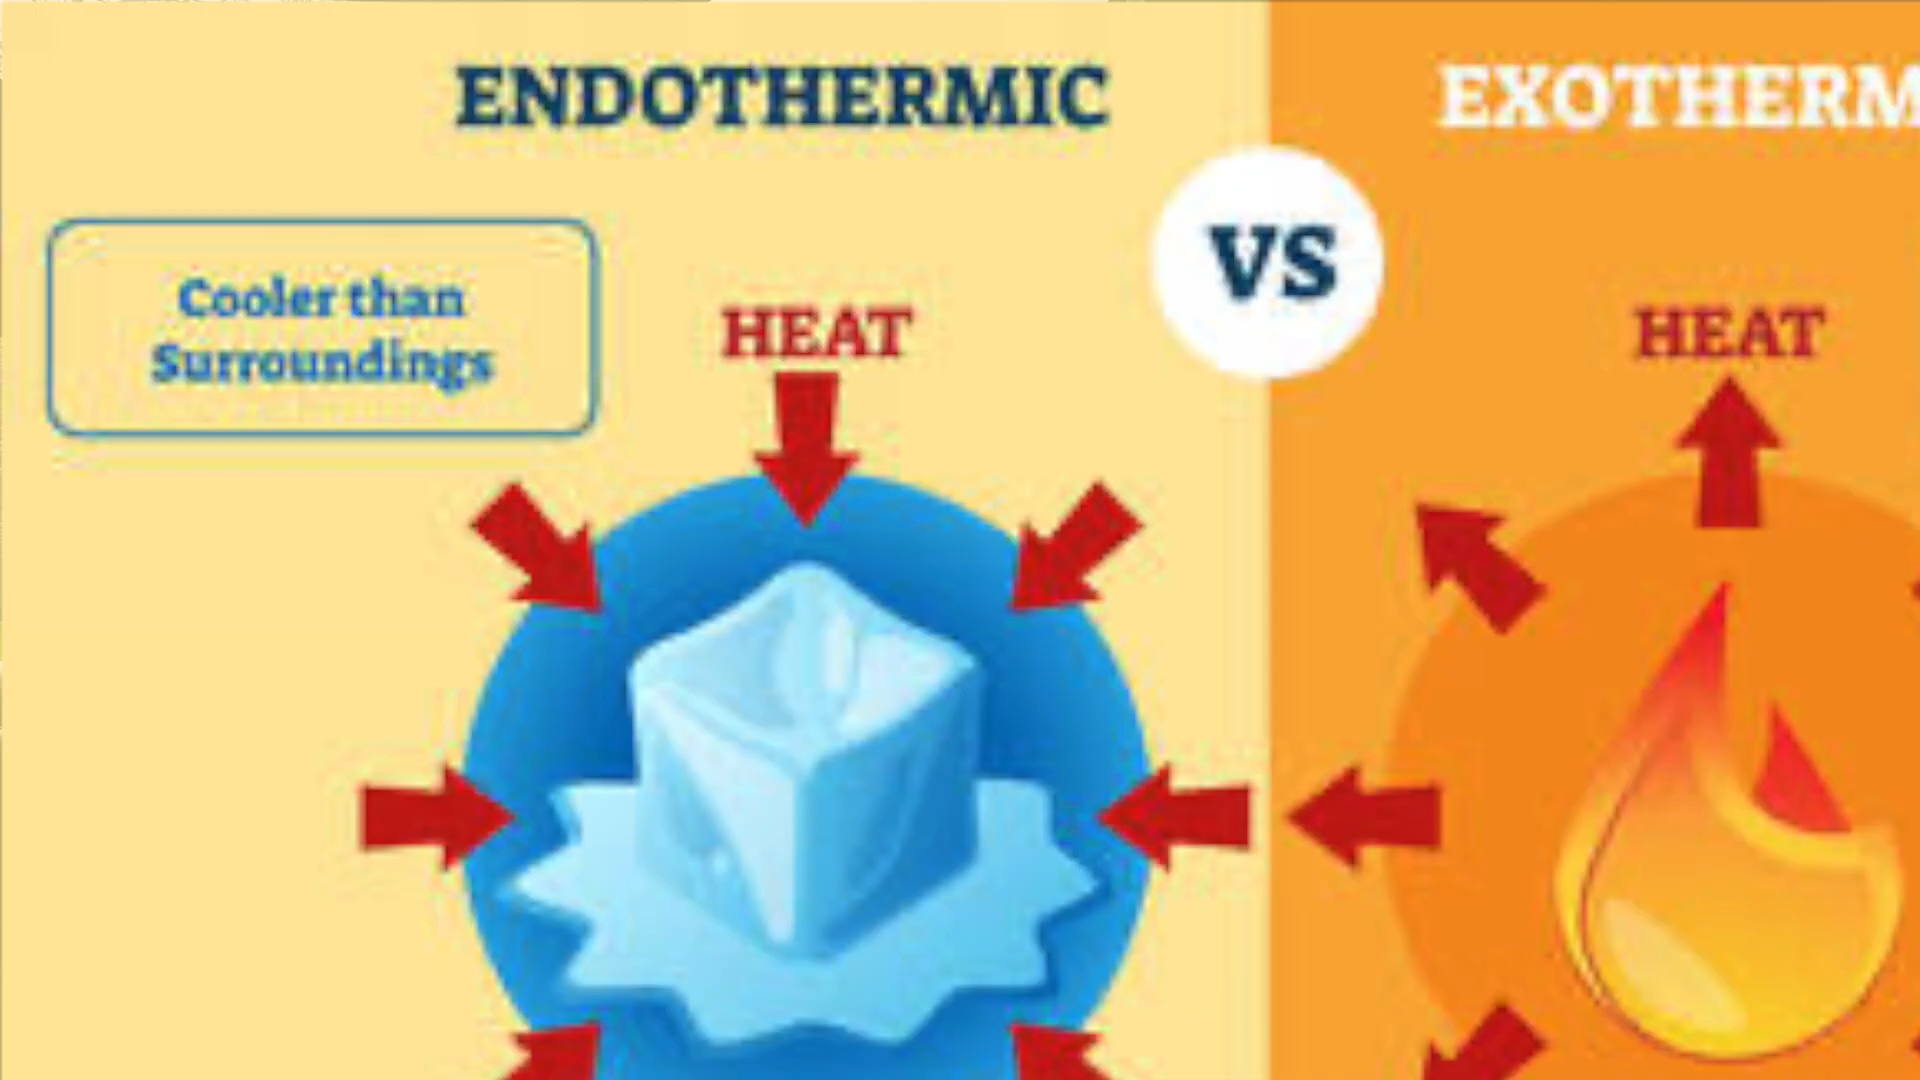 ENDOTHERMIC
EXOTHERM
VS
Cooler than
Surroundings
HEAT
HEAT